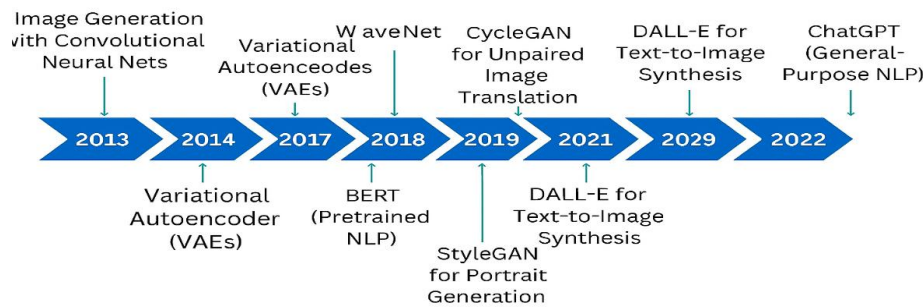 Image Generation
with Convolutional
Neural Nets
Variational
Autoenceodes
(VAEs)
WaveNet
CycleGAN
for Unpaired
Image
Translation
DALL-E for
Text-to-Image
Synthesis
ChatGPT
(General-
Purpose NLP)
2013 2014 2017 2018 2019 2021 2029 2022
Variational
Autoencoder
(VAEs)
BERT
(Pretrained
NLP)
StyleGAN
for Portrait
Generation
DALL-E for
Text-to-Image
Synthesis